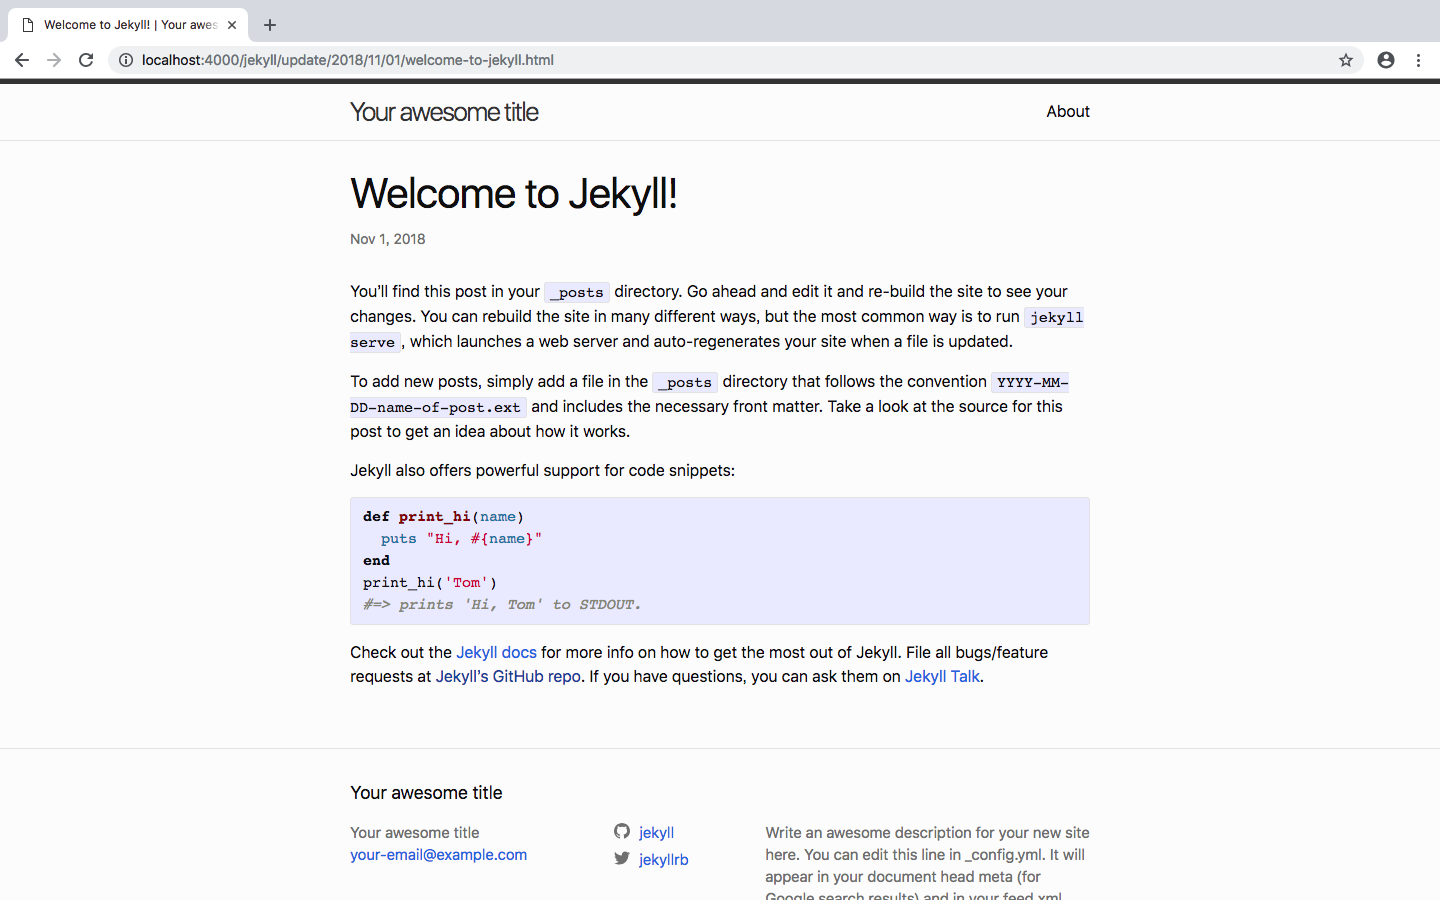 Welcome to Jekyll! | Your awes
localhost:4000/jekyll/update/2018/11/01/welcome-to-jekyll.html
Your awesome title
About
Welcome to Jekyll!
Nov 1, 2018
You’ll find this post in your _posts directory. Go ahead and edit it and re-build the site to see your
changes. You can rebuild the site in many different ways, but the most common way is to run jekyll
serve, which launches a web server and auto-regenerates your site when a file is updated.
To add new posts, simply add a file in the _posts directory that follows the convention YYYY-MM-
DD-name-of-post.ext and includes the necessary front matter. Take a look at the source for this
post to get an idea about how it works.
Jekyll also offers powerful support for code snippets:
def print_hi(name)
  puts "Hi, #{name}"
end
print_hi('Tom')
#=> prints 'Hi, Tom' to STDOUT.
Check out the Jekyll docs for more info on how to get the most out of Jekyll. File all bugs/feature
requests at Jekyll’s GitHub repo. If you have questions, you can ask them on Jekyll Talk.
Your awesome title
Your awesome title
your-email@example.com
jekyll
jekyllrb
Write an awesome description for your new site
here. You can edit this line in _config.yml. It will
appear in your document head meta (for
Google search results) and in your feed.xml